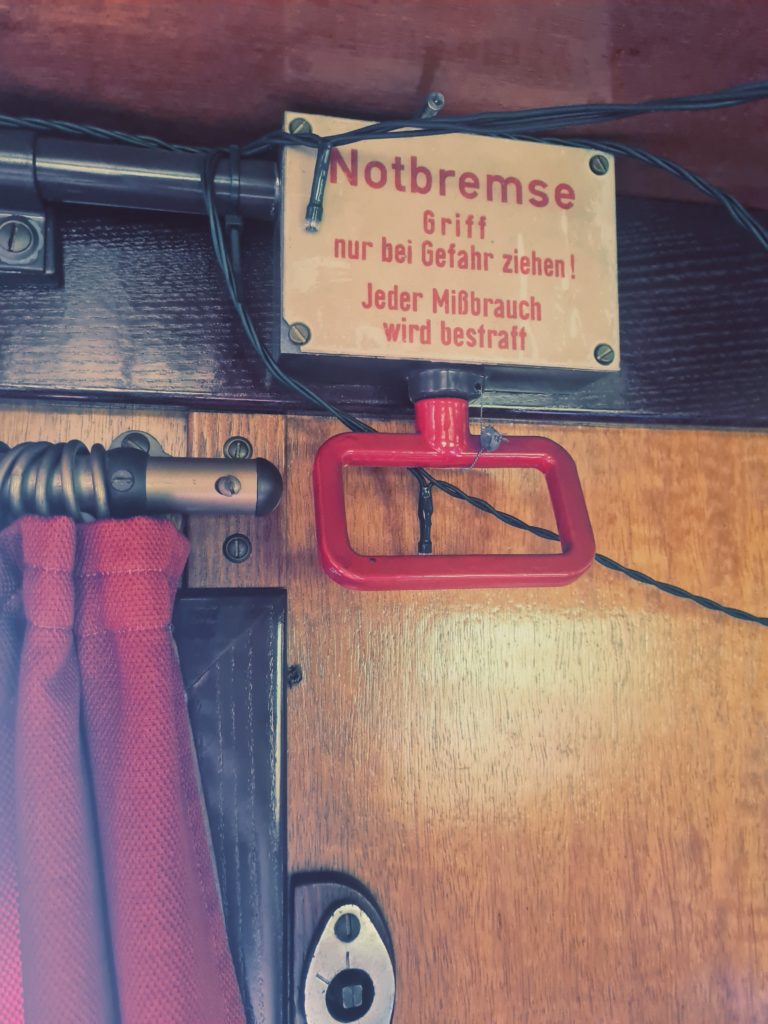 Notbremse
Griff
nur bei Gefahr ziehen!
Jeder Mißbrauch
wird bestraft